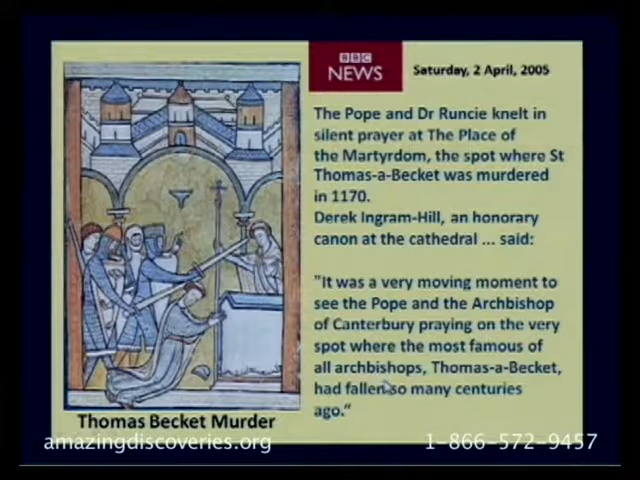 BBC
NEWS
Saturday, 2 April, 2005
The Pope and Dr Runcie knelt in
silent prayer at The Place of
the Martyrdom, the spot where St
Thomas-a-Becket was murdered
in 1170.
Derek Ingram-Hill, an honorary
canon at the cathedral ... said:
"It was a very moving moment to
see the Pope and the Archbishop
of Canterbury praying on the very
spot where the most famous of
all archbishops, Thomas-a-Becket,
had fallen so many centuries
ago."
Thomas Becket Murder
amazingdiscoveries.org
1-866-572-9457